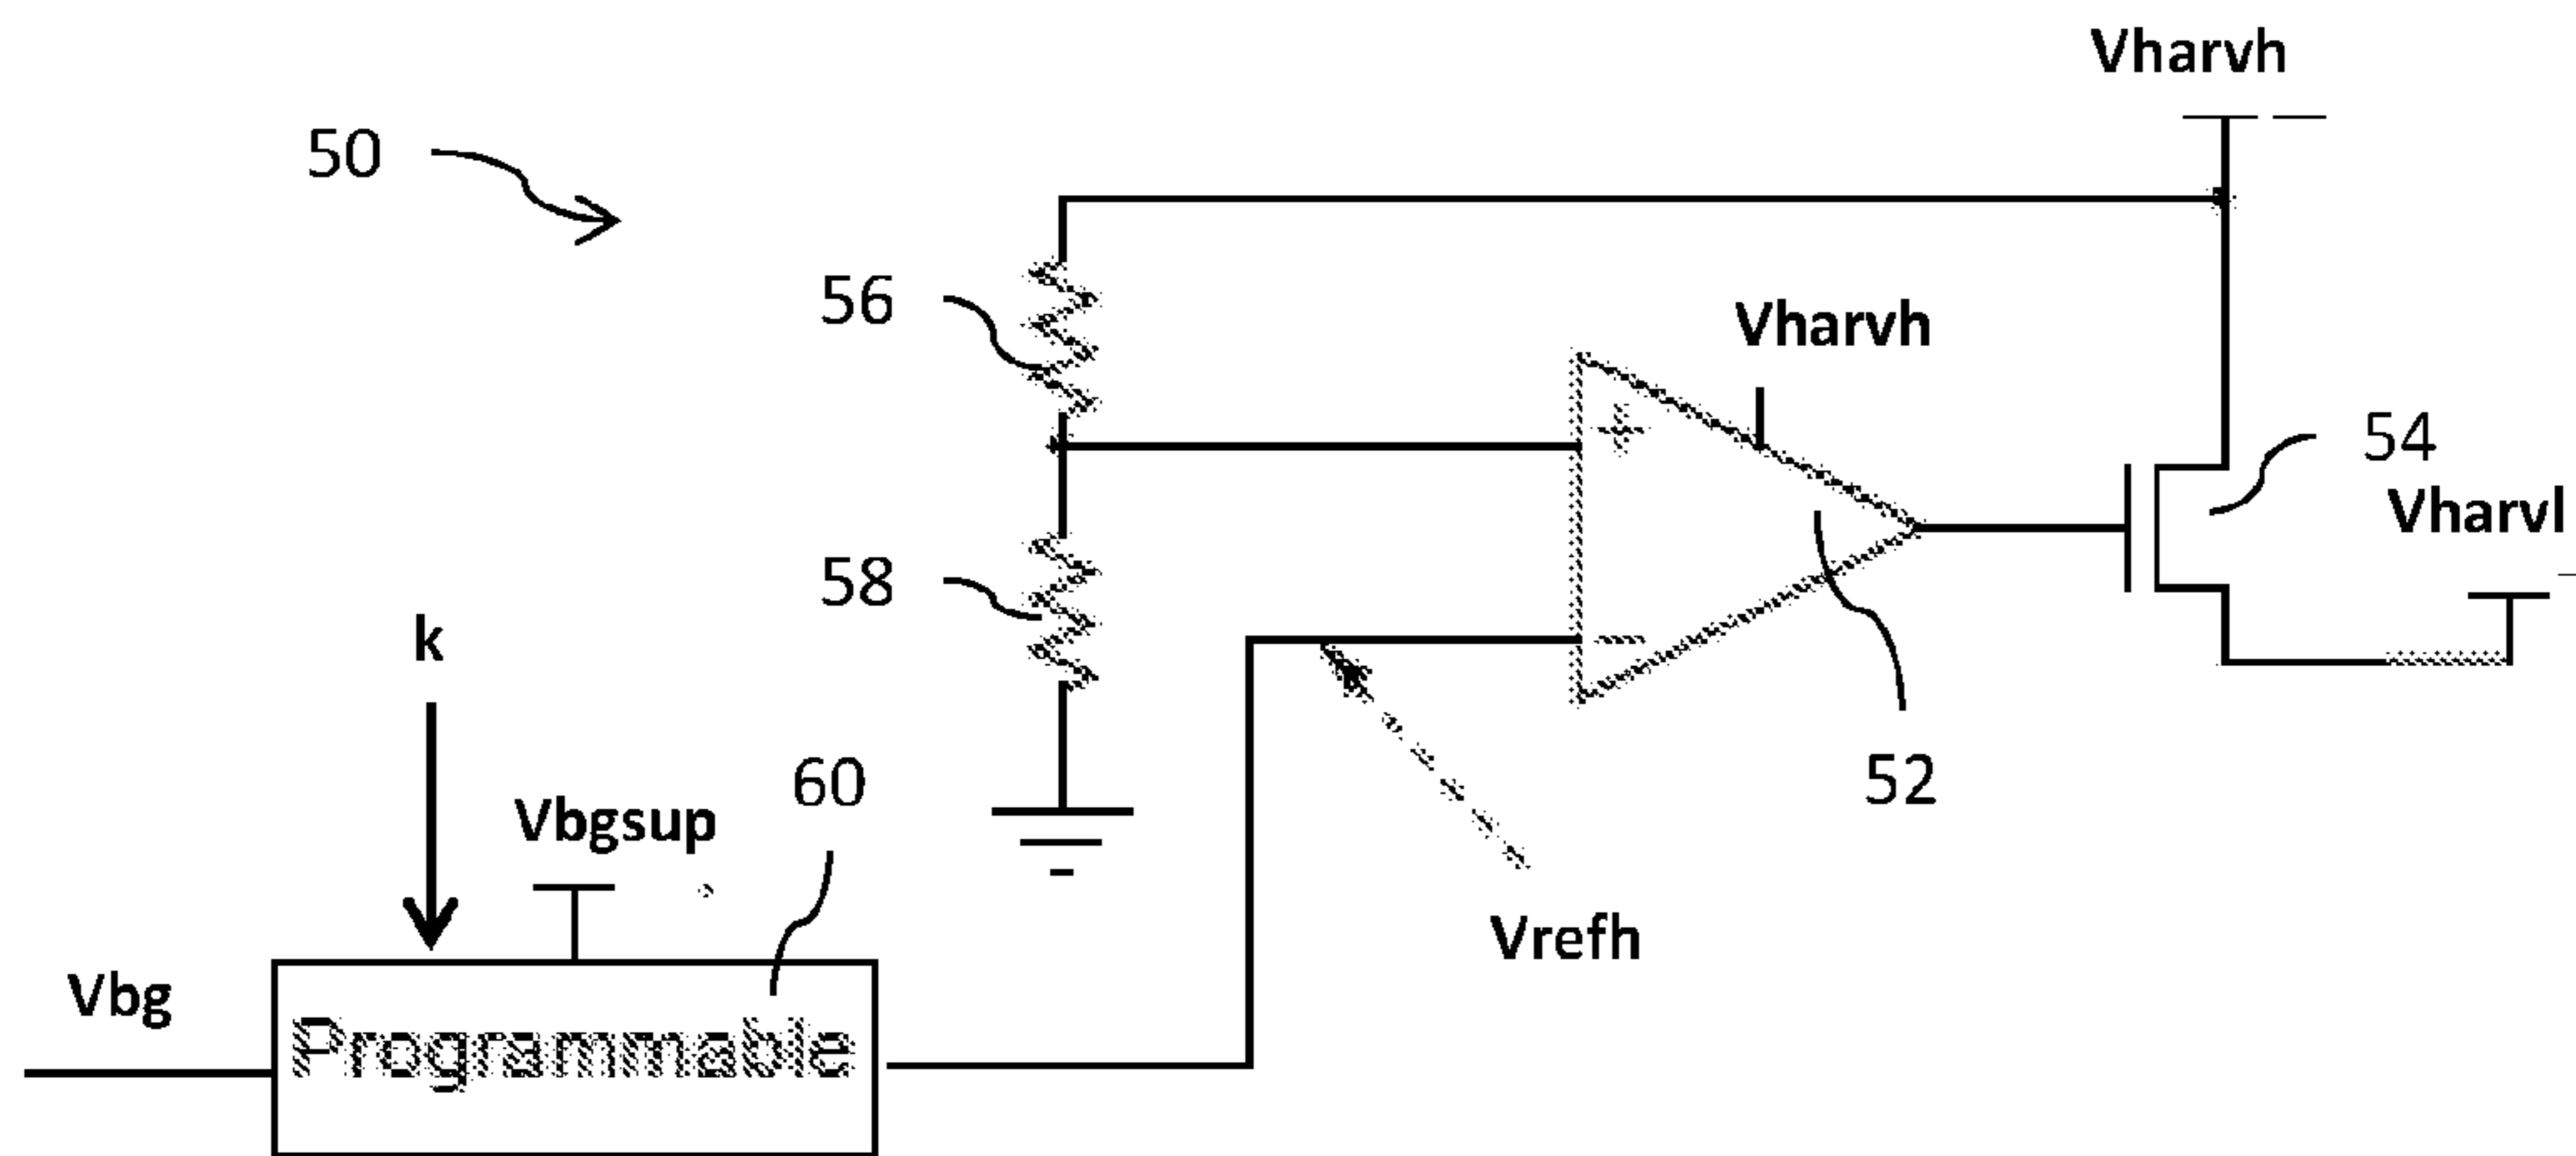 Vharvh
50
56
Vharvh
54
Vharvl
58
k
60
Vbgsup
52
Vrefh
Vbg
Programmable
+
−